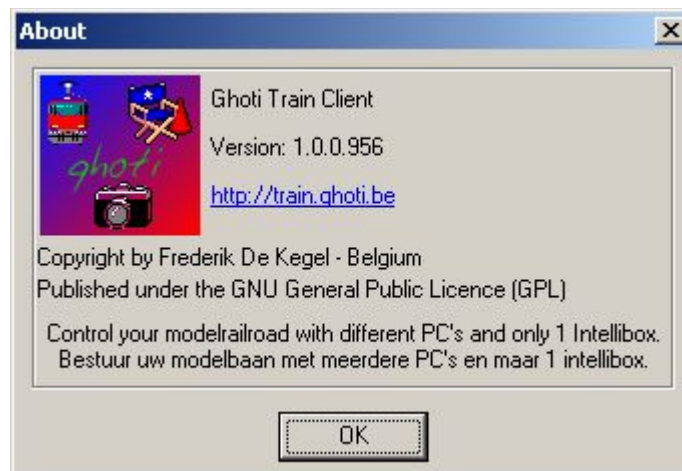 About
ghoti
Ghoti Train Client
Version: 1.0.0.956
http://train.ghoti.be
Copyright by Frederik De Kegel - Belgium
Published under the GNU General Public Licence (GPL)
Control your modelrailroad with different PC's and only 1 Intellibox.
Bestuur uw modelbaan met meerdere PC's en maar 1 intellibox.
OK